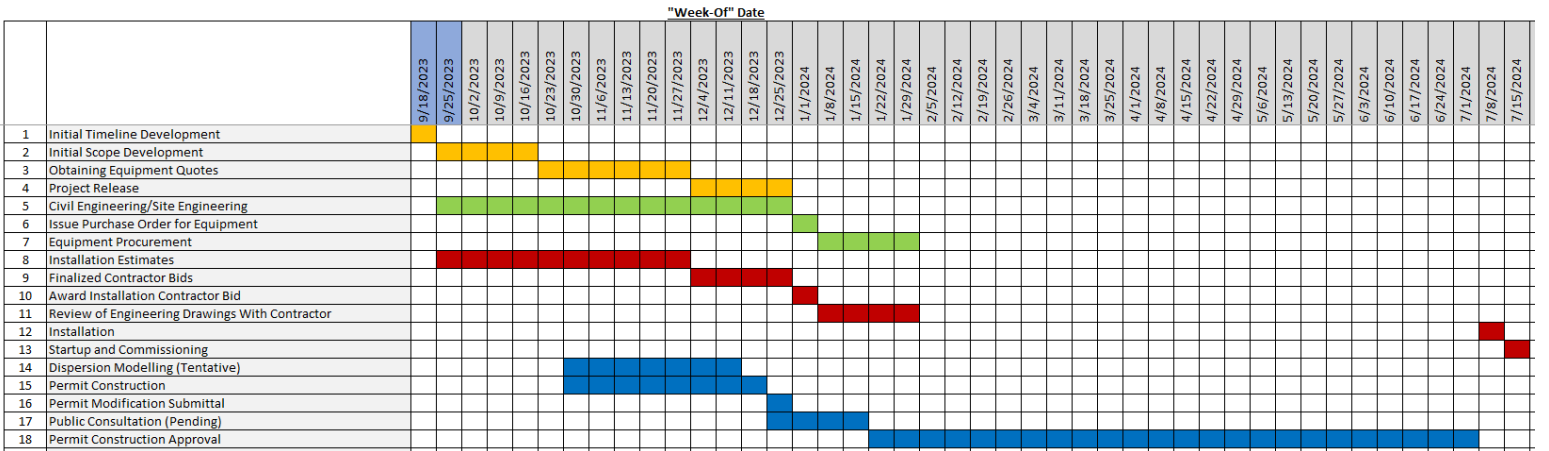 "Week-Of" Date
9/18/2023 9/25/2023 10/2/2023 10/9/2023 10/16/2023 10/23/2023 10/30/2023 11/6/2023 11/13/2023 11/20/2023 11/27/2023 12/4/2023 12/11/2023 12/18/2023 12/25/2023 1/1/2024 1/8/2024 1/15/2024 1/22/2024 1/29/2024 2/5/2024 2/12/2024 2/19/2024 2/26/2024 3/4/2024 3/11/2024 3/18/2024 3/25/2024 4/1/2024 4/8/2024 4/15/2024 4/22/2024 4/29/2024 5/6/2024 5/13/2024 5/20/2024 5/27/2024 6/3/2024 6/10/2024 6/17/2024 6/24/2024 7/1/2024 7/8/2024 7/15/2024
1 Initial Timeline Development
2 Initial Scope Development
3 Obtaining Equipment Quotes
4 Project Release
5 Civil Engineering/Site Engineering
6 Issue Purchase Order for Equipment
7 Equipment Procurement
8 Installation Estimates
9 Finalized Contractor Bids
10 Award Installation Contractor Bid
11 Review of Engineering Drawings With Contractor
12 Installation
13 Startup and Commissioning
14 Dispersion Modelling (Tentative)
15 Permit Construction
16 Permit Modification Submittal
17 Public Consultation (Pending)
18 Permit Construction Approval